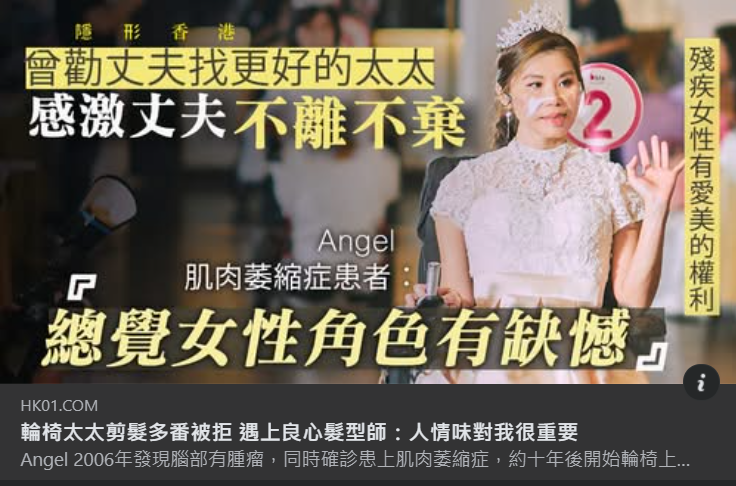 隱形香港
曾勸丈夫找更好的太太
感激丈夫不離不棄
殘疾女性有愛美的權利
2
Angel
肌肉萎縮症患者：
『總覺女性角色有缺憾』
i
HK01.COM
輪椅太太剪髮多番被拒 遇上良心髮型師：人情味對我很重要
Angel 2006年發現腦部有腫瘤，同時確診患上肌肉萎縮症，約十年後開始輪椅上...